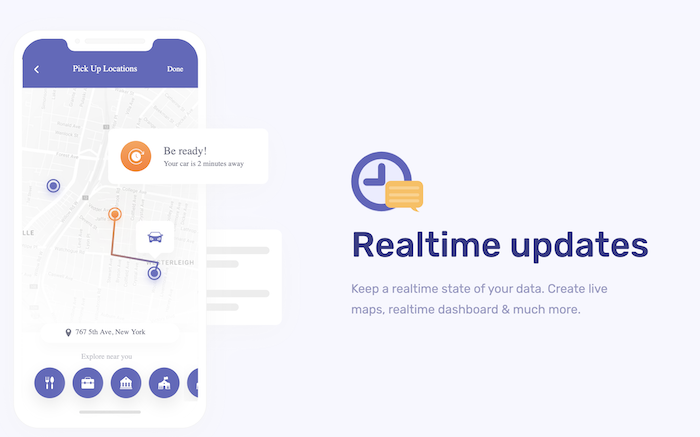 Pick Up Locations
Done
Be ready!
Your car is 2 minutes away
LLE
TERLEIGH
767 5th Ave, New York
Explore near you
Realtime updates
Keep a realtime state of your data. Create live
maps, realtime dashboard & much more.